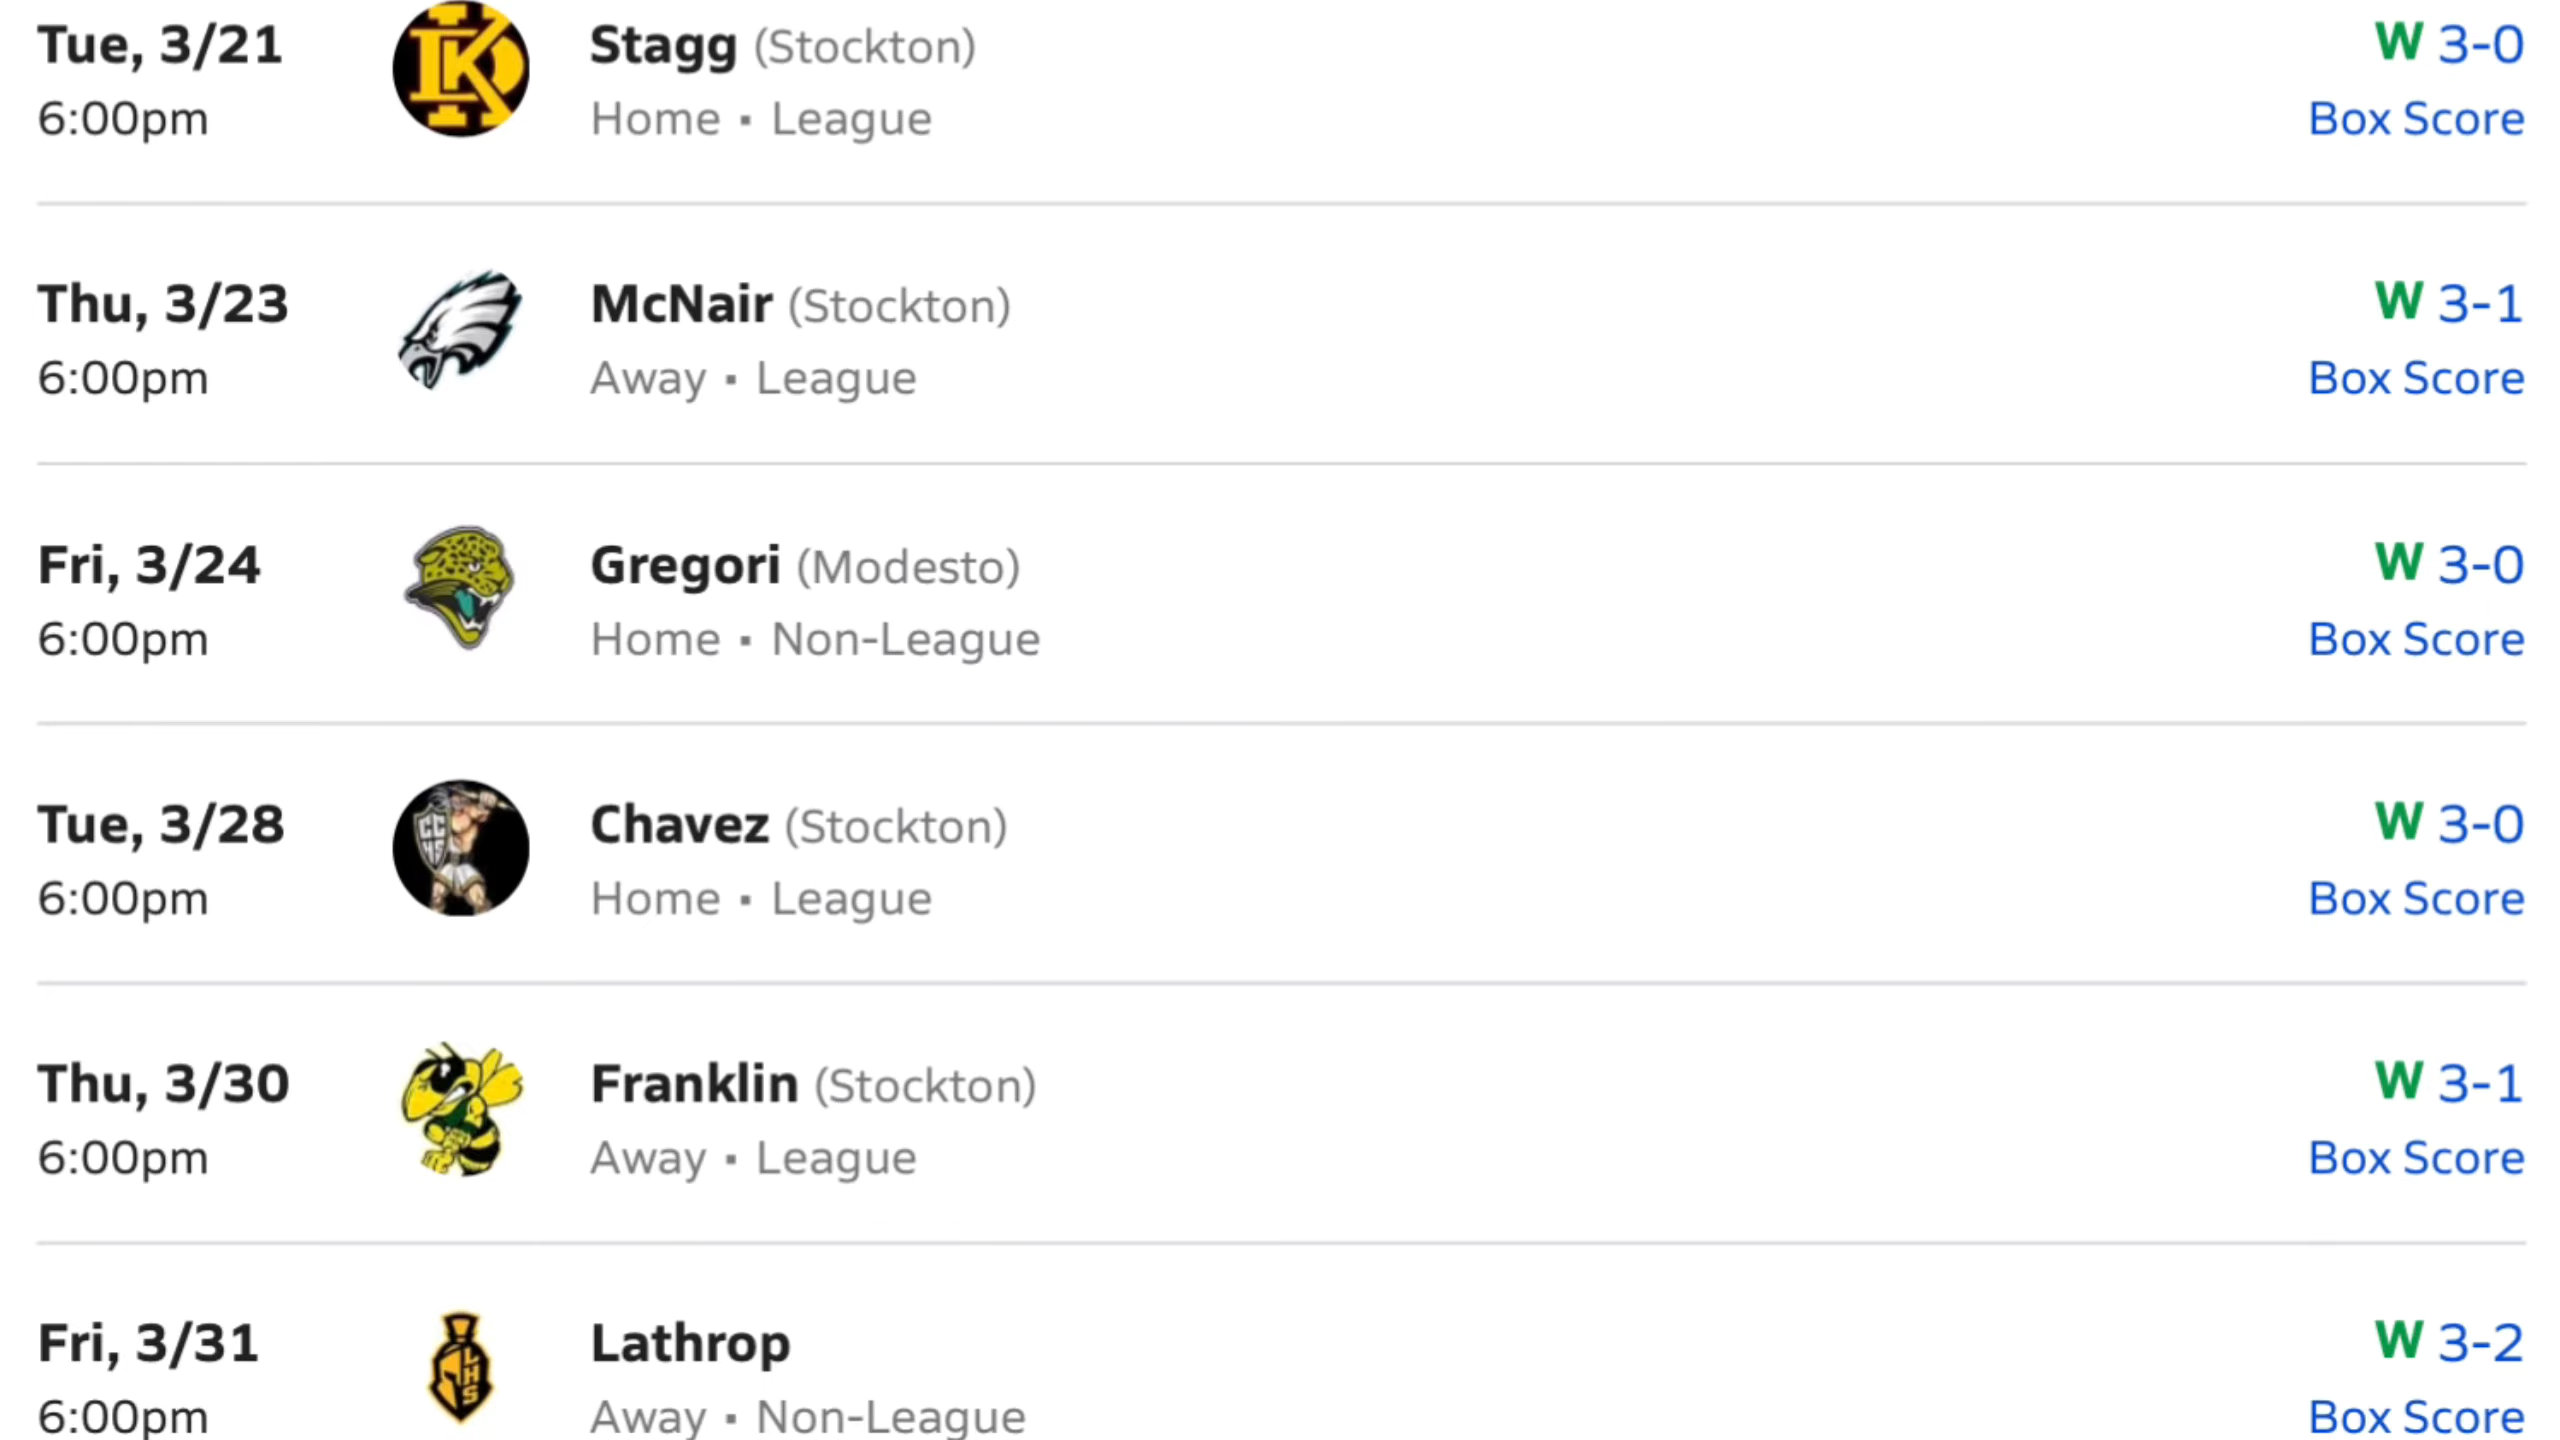 Tue, 3/21 Stagg (Stockton) W 3-0
6:00pm Home ▪ League Box Score
Thu, 3/23 McNair (Stockton) W 3-1
6:00pm Away ▪ League Box Score
Fri, 3/24 Gregori (Modesto) W 3-0
6:00pm Home ▪ Non-League Box Score
Tue, 3/28 Chavez (Stockton) W 3-0
CC
HS
6:00pm Home ▪ League Box Score
Thu, 3/30 Franklin (Stockton) W 3-1
6:00pm Away ▪ League Box Score
Fri, 3/31 Lathrop W 3-2
LHS
6:00pm Away ▪ Non-League Box Score